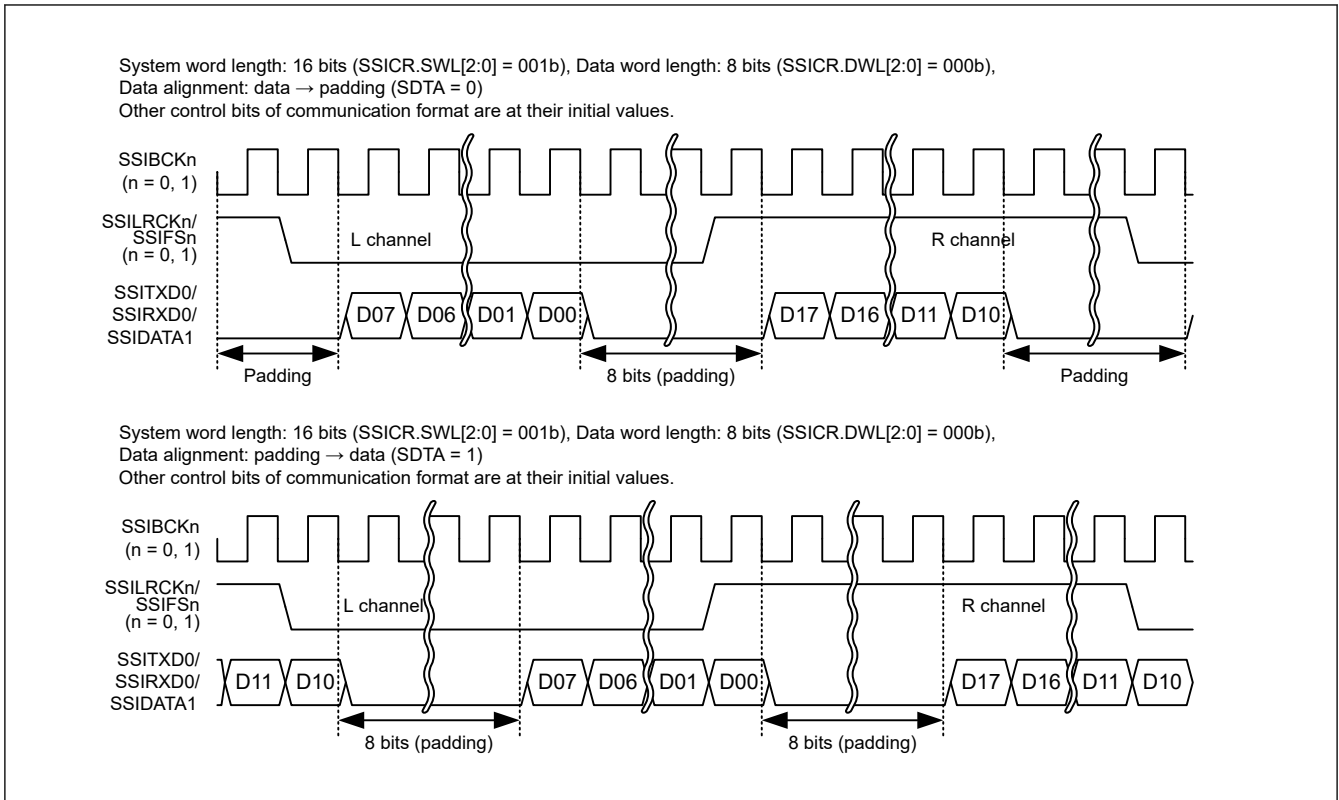 System word length: 16 bits (SSICR.SWL[2:0] = 001b), Data word length: 8 bits (SSICR.DWL[2:0] = 000b),
Data alignment: data → padding (SDTA = 0)
Other control bits of communication format are at their initial values.
SSIBCKn
(n = 0, 1)
SSILRCKn/
SSIFSn
(n = 0, 1)
L channel
R channel
SSITXD0/
SSIRXD0/
SSIDATA1
D07 D06 D01 D00 D17 D16 D11 D10
Padding
8 bits (padding)
Padding
System word length: 16 bits (SSICR.SWL[2:0] = 001b), Data word length: 8 bits (SSICR.DWL[2:0] = 000b),
Data alignment: padding → data (SDTA = 1)
Other control bits of communication format are at their initial values.
SSIBCKn
(n = 0, 1)
SSILRCKn/
SSIFSn
(n = 0, 1)
L channel
R channel
SSITXD0/
SSIRXD0/
SSIDATA1
D11 D10 D07 D06 D01 D00 D17 D16 D11 D10
8 bits (padding)
8 bits (padding)